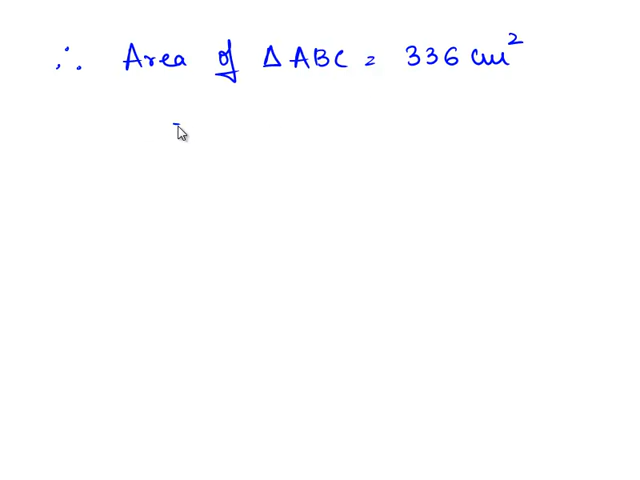 ∴ Area of ΔABC = 336 cm²